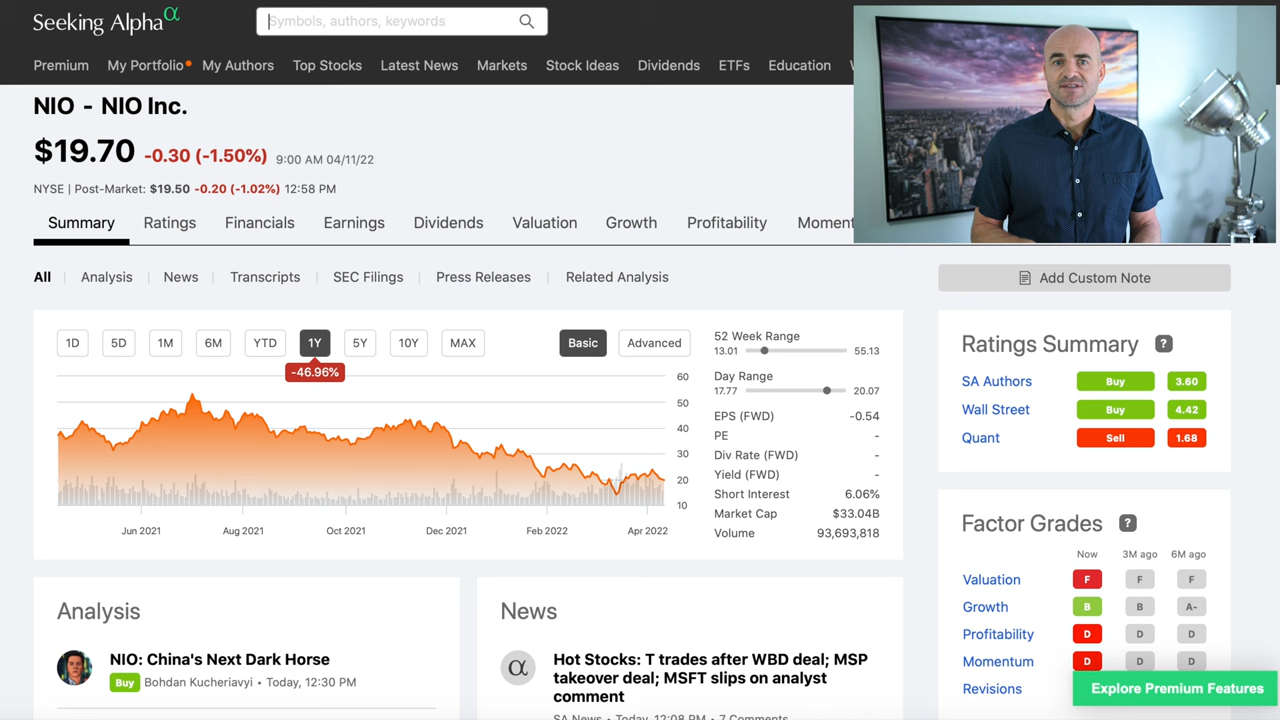 Seeking Alpha α
Symbols, authors, keywords
Premium My Portfolio My Authors Top Stocks Latest News Markets Stock Ideas Dividends ETFs Education
NIO - NIO Inc.
$19.70 -0.30 (-1.50%) 9:00 AM 04/11/22
NYSE | Post-Market: $19.50 -0.20 (-1.02%) 12:58 PM
Summary Ratings Financials Earnings Dividends Valuation Growth Profitability Moment
All Analysis News Transcripts SEC Filings Press Releases Related Analysis
Add Custom Note
1D 5D 1M 6M YTD 1Y 5Y 10Y MAX Basic Advanced
-46.96%
60
50
40
30
20
10
Jun 2021 Aug 2021 Oct 2021 Dec 2021 Feb 2022 Apr 2022
52 Week Range
13.01 55.13
Day Range
17.77 20.07
EPS (FWD) -0.54
PE -
Div Rate (FWD) -
Yield (FWD) -
Short Interest 6.06%
Market Cap $33.04B
Volume 93,693,818
Ratings Summary ?
SA Authors Buy 3.60
Wall Street Buy 4.42
Quant Sell 1.68
Factor Grades ?
Now 3M ago 6M ago
Valuation F F F
Growth B B A-
Profitability D D D
Momentum D D D
Revisions
Explore Premium Features
Analysis
NIO: China's Next Dark Horse
Buy Bohdan Kucheriavyi • Today, 12:30 PM
News
α
Hot Stocks: T trades after WBD deal; MSP
takeover deal; MSFT slips on analyst
comment
SA News • Today, 12:08 PM • 7 Comments